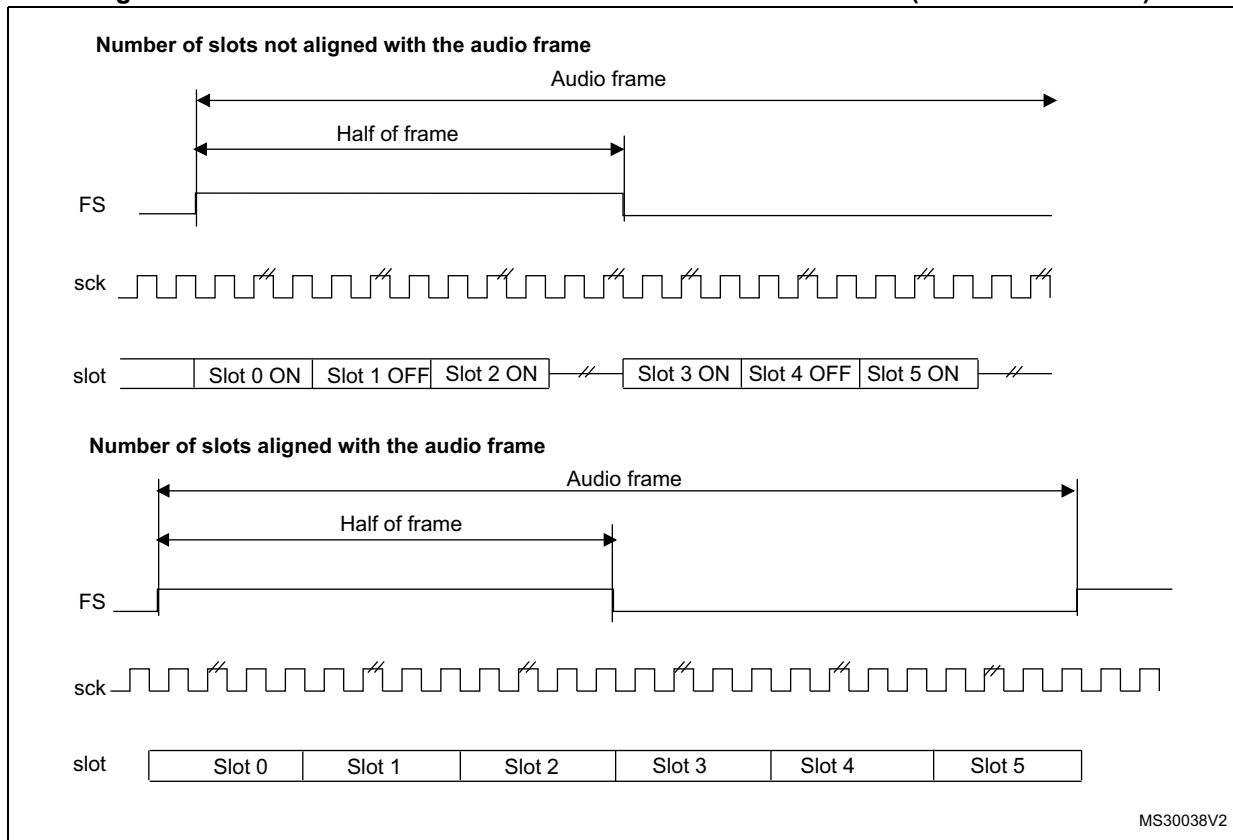 Number of slots not aligned with the audio frame
Audio frame
Half of frame
FS
sck
slot
Slot 0 ON
Slot 1 OFF
Slot 2 ON
Slot 3 ON
Slot 4 OFF
Slot 5 ON
Number of slots aligned with the audio frame
Audio frame
Half of frame
FS
sck
slot
Slot 0
Slot 1
Slot 2
Slot 3
Slot 4
Slot 5
MS30038V2